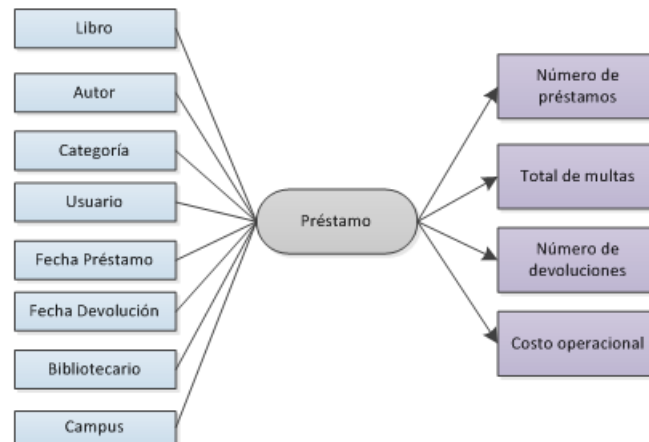 Libro
Autor
Categoría
Usuario
Fecha Préstamo
Fecha Devolución
Bibliotecario
Campus
Préstamo
Número de
préstamos
Total de multas
Número de
devoluciones
Costo operacional